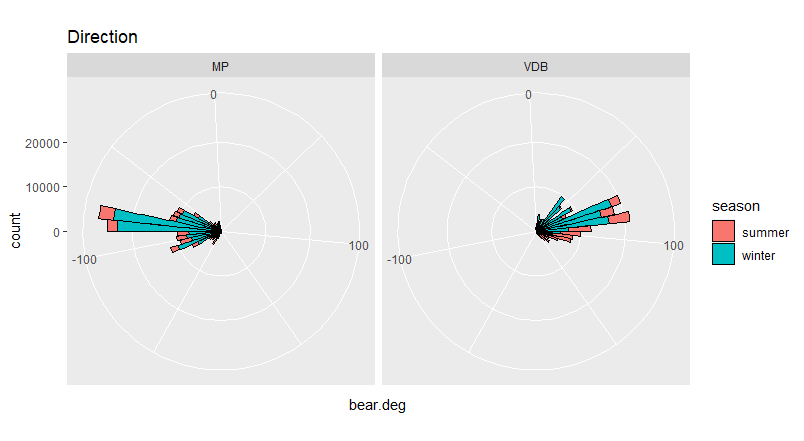 Direction
MP
VDB
0
0
20000
10000
0
count
100
100
-100
-100
bear.deg
season
summer
winter